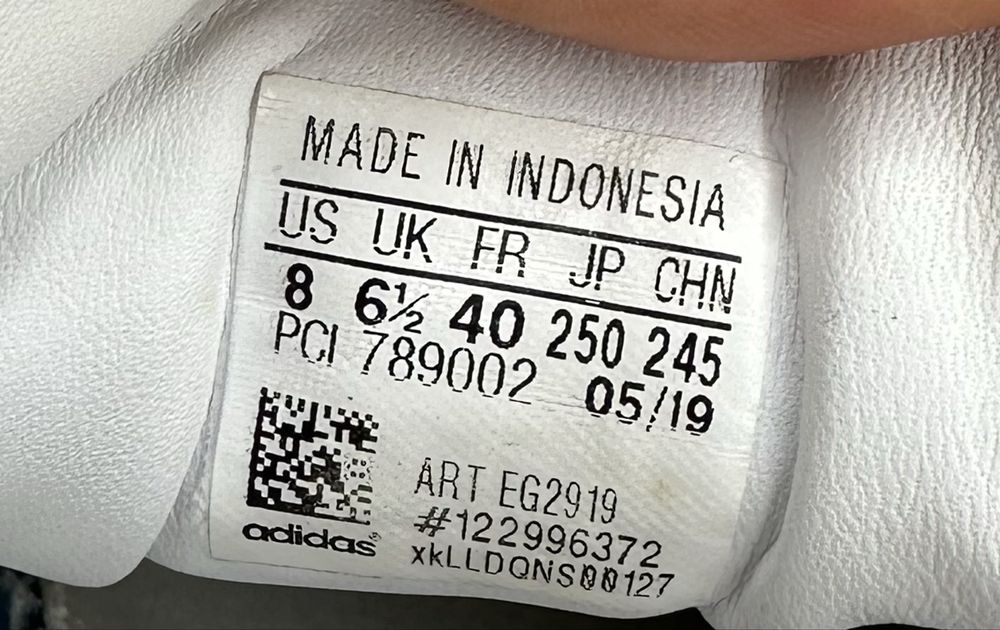 MADE IN INDONESIA
US UK FR JP CHN
8 6½ 40 250 245
PCI 789002 05/19
ART EG2919
#122996372
xkLLDQNS00127
adidas